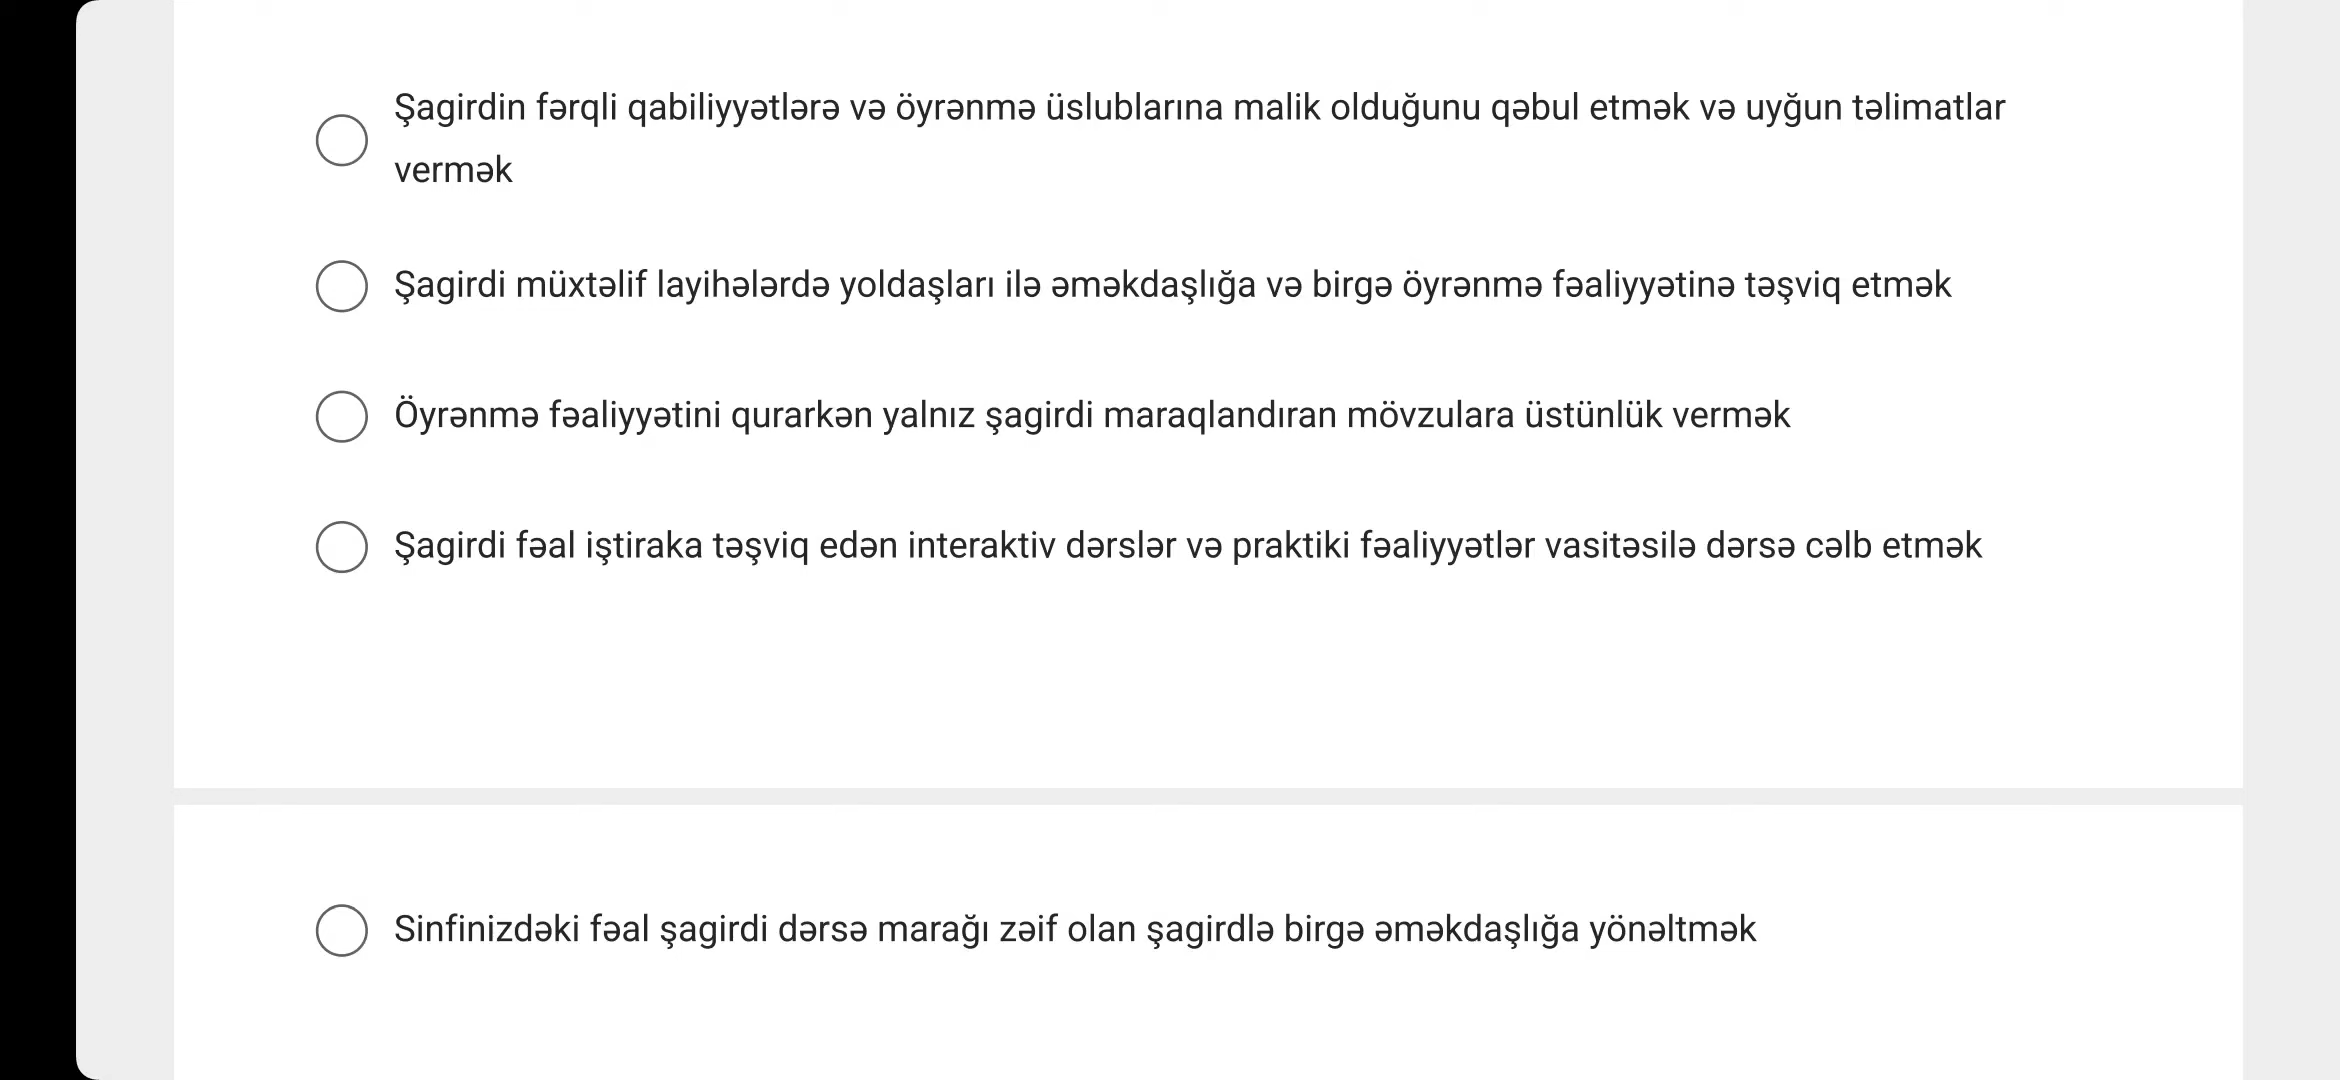 Şagirdin fərqli qabiliyyətlərə və öyrənmə üslublarına malik olduğunu qəbul etmək və uyğun təlimatlar
vermək
Şagirdi müxtəlif layihələrdə yoldaşları ilə əməkdaşlığa və birgə öyrənmə fəaliyyətinə təşviq etmək
Öyrənmə fəaliyyətini qurarkən yalnız şagirdi maraqlandıran mövzulara üstünlük vermək
Şagirdi fəal iştiraka təşviq edən interaktiv dərslər və praktiki fəaliyyətlər vasitəsilə dərsə cəlb etmək
Sinfinizdəki fəal şagirdi dərsə marağı zəif olan şagirdlə birgə əməkdaşlığa yönəltmək